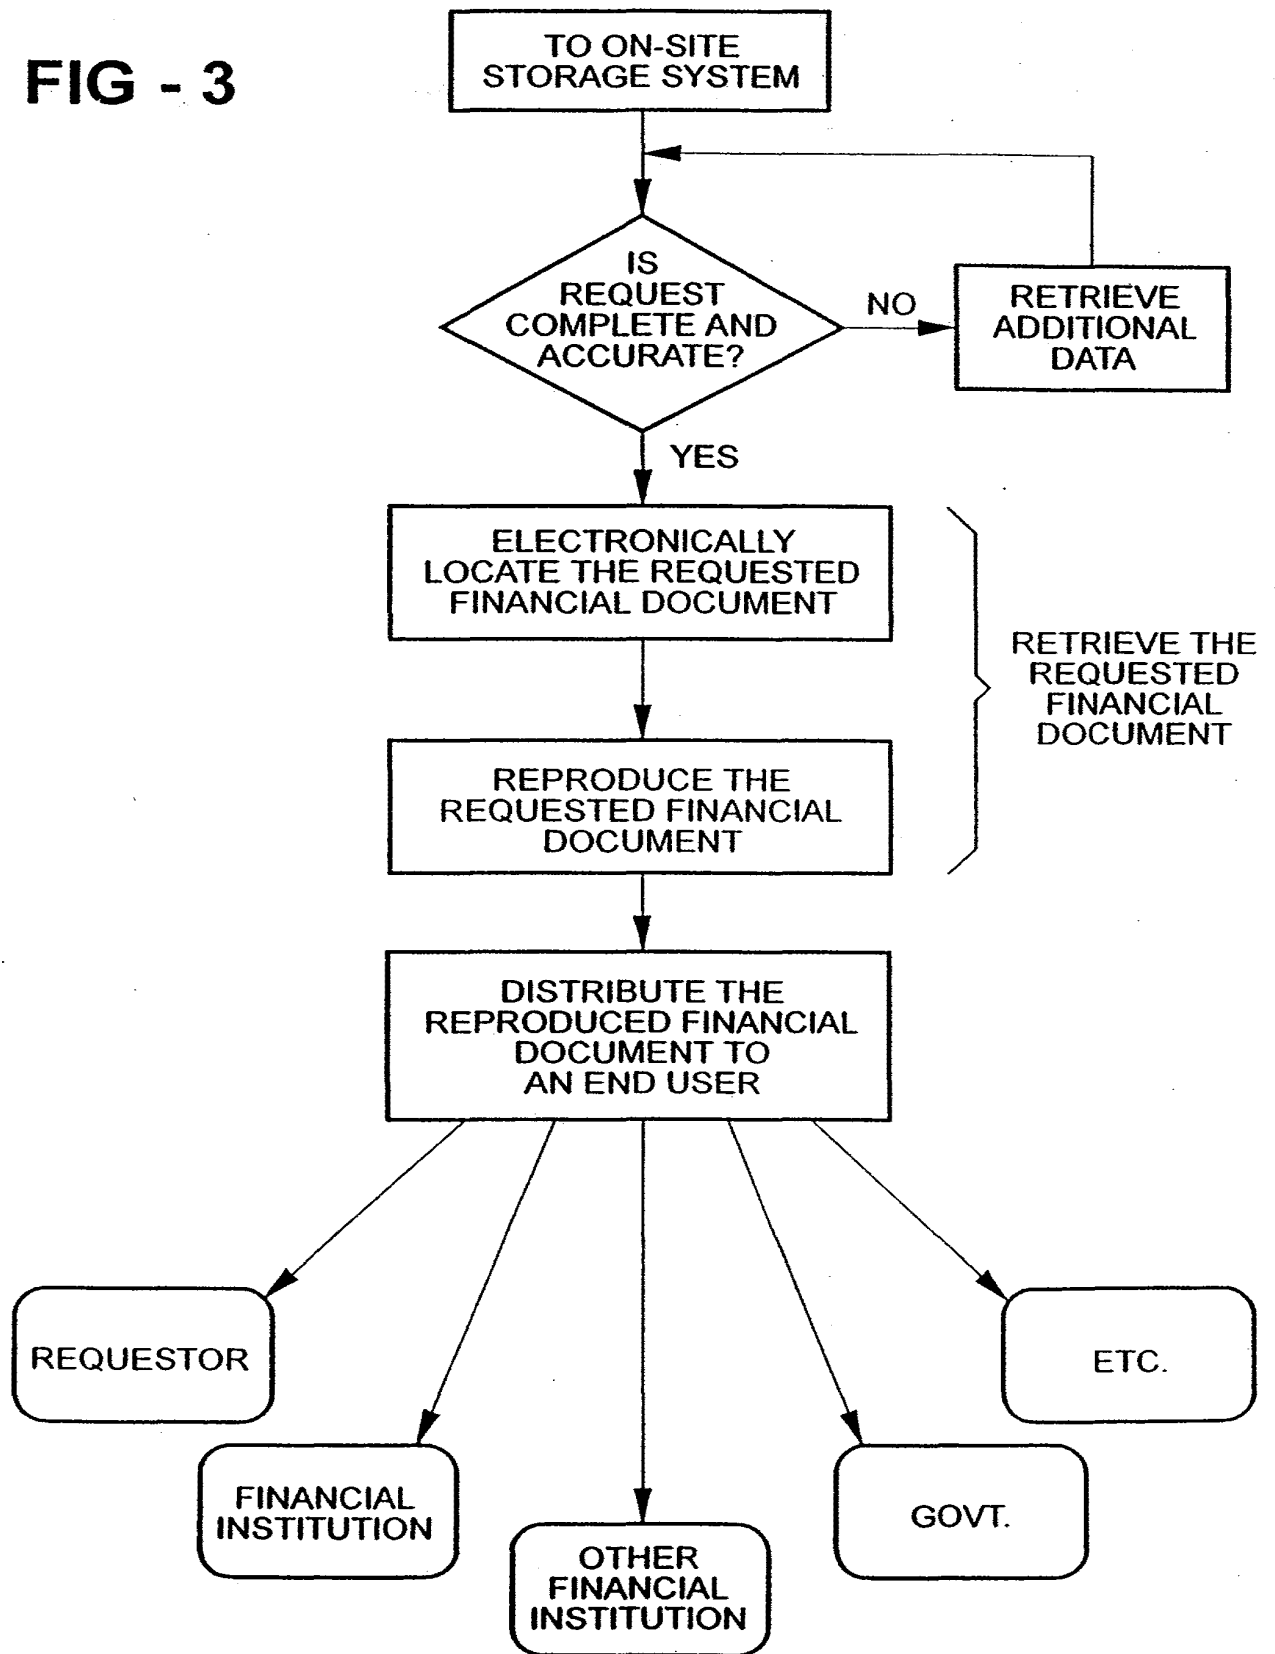 FIG - 3
TO ON-SITE
STORAGE SYSTEM
IS
REQUEST
COMPLETE AND
ACCURATE?
NO
RETRIEVE
ADDITIONAL
DATA
YES
ELECTRONICALLY
LOCATE THE REQUESTED
FINANCIAL DOCUMENT
RETRIEVE THE
REQUESTED
FINANCIAL
DOCUMENT
REPRODUCE THE
REQUESTED FINANCIAL
DOCUMENT
DISTRIBUTE THE
REPRODUCED FINANCIAL
DOCUMENT TO
AN END USER
REQUESTOR
FINANCIAL
INSTITUTION
OTHER
FINANCIAL
INSTITUTION
GOVT.
ETC.